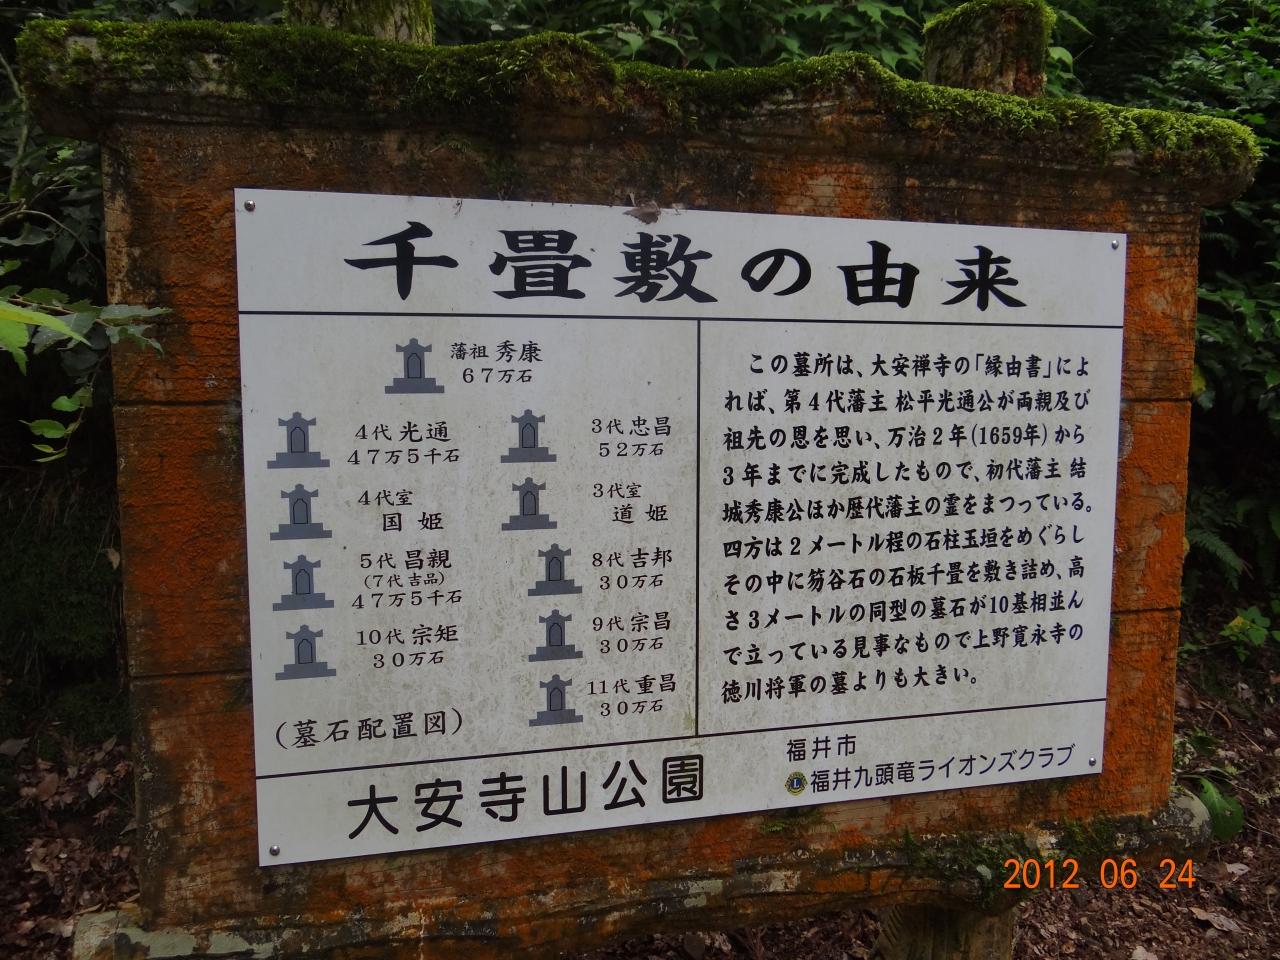 千畳敷の由来
藩祖 秀康
67万石
4代 光通
47万5千石
3代 忠昌
52万石
4代室
国姫
3代室
道姫
5代 昌親
(7代 吉品)
47万5千石
8代 吉邦
30万石
10代 宗矩
30万石
9代 宗昌
30万石
11代 重昌
30万石
(墓石配置図)
この墓所は、大安禅寺の「縁由書」によ
れば、第4代藩主 松平光通公が両親及び
祖先の恩を思い、万治2年(1659年)から
3年までに完成したもので、初代藩主 結
城秀康公ほか歴代藩主の霊をまつっている。
四方は2メートル程の石柱玉垣をめぐらし
その中に笏谷石の石板千畳を敷き詰め、高
さ3メートルの同型の墓石が10基相並ん
で立っている見事なもので上野寛永寺の
徳川将軍の墓よりも大きい。
大安寺山公園
福井市
福井九頭竜ライオンズクラブ
2012 06 24